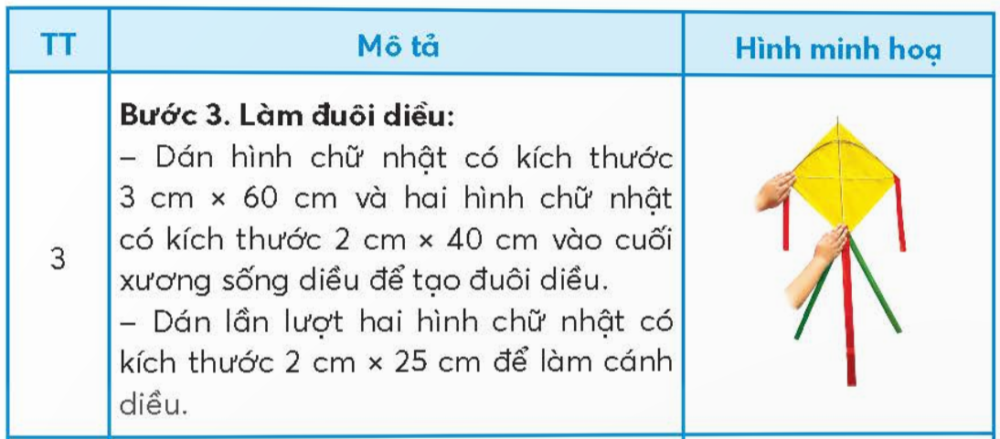 TT
Mô tả
Hình minh hoạ
3
Bước 3. Làm đuôi diều:
– Dán hình chữ nhật có kích thước
3 cm × 60 cm và hai hình chữ nhật
có kích thước 2 cm × 40 cm vào cuối
xương sống diều để tạo đuôi diều.
– Dán lần lượt hai hình chữ nhật có
kích thước 2 cm × 25 cm để làm cánh
diều.